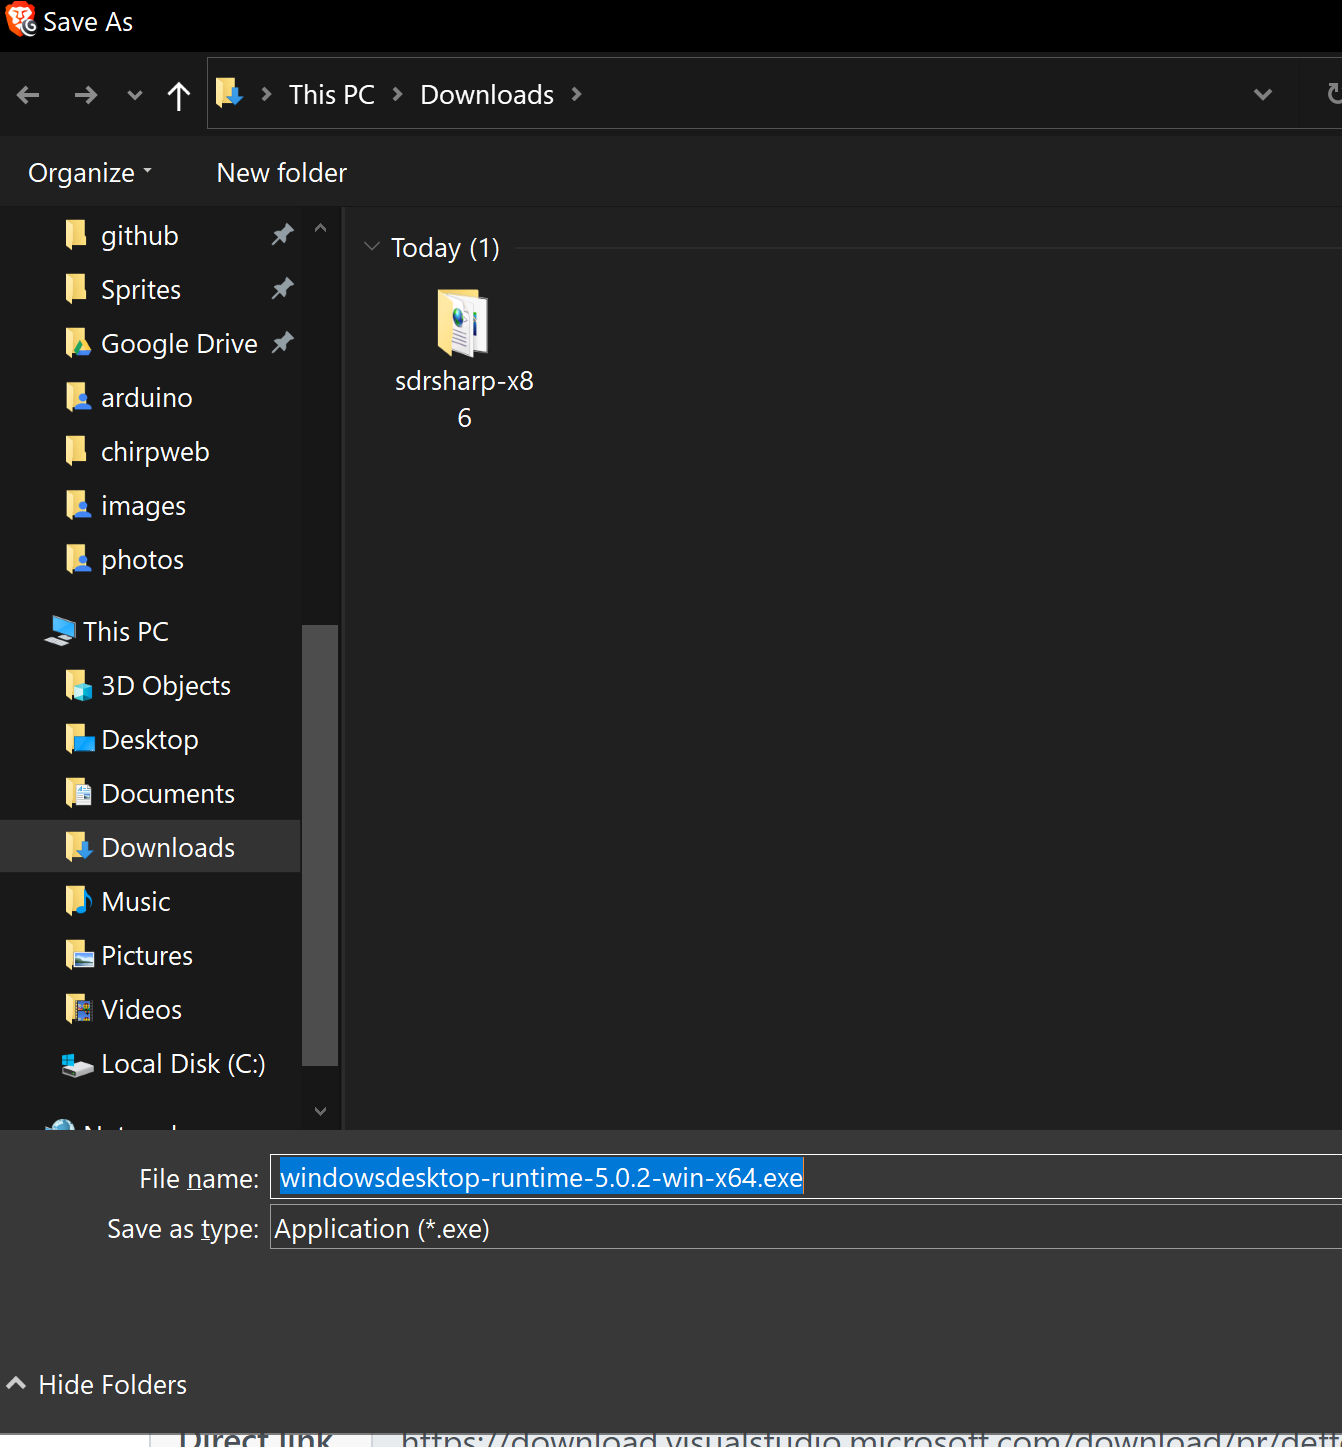 Save As
This PC Downloads
Organize New folder
github
Sprites
Google Drive
arduino
chirpweb
images
photos
This PC
3D Objects
Desktop
Documents
Downloads
Music
Pictures
Videos
Local Disk (C:)
Today (1)
sdrsharp-x8
6
File name: windowsdesktop-runtime-5.0.2-win-x64.exe
Save as type: Application (*.exe)
Hide Folders
Direct link https://download.visualstudio.microsoft.com/download/pr/